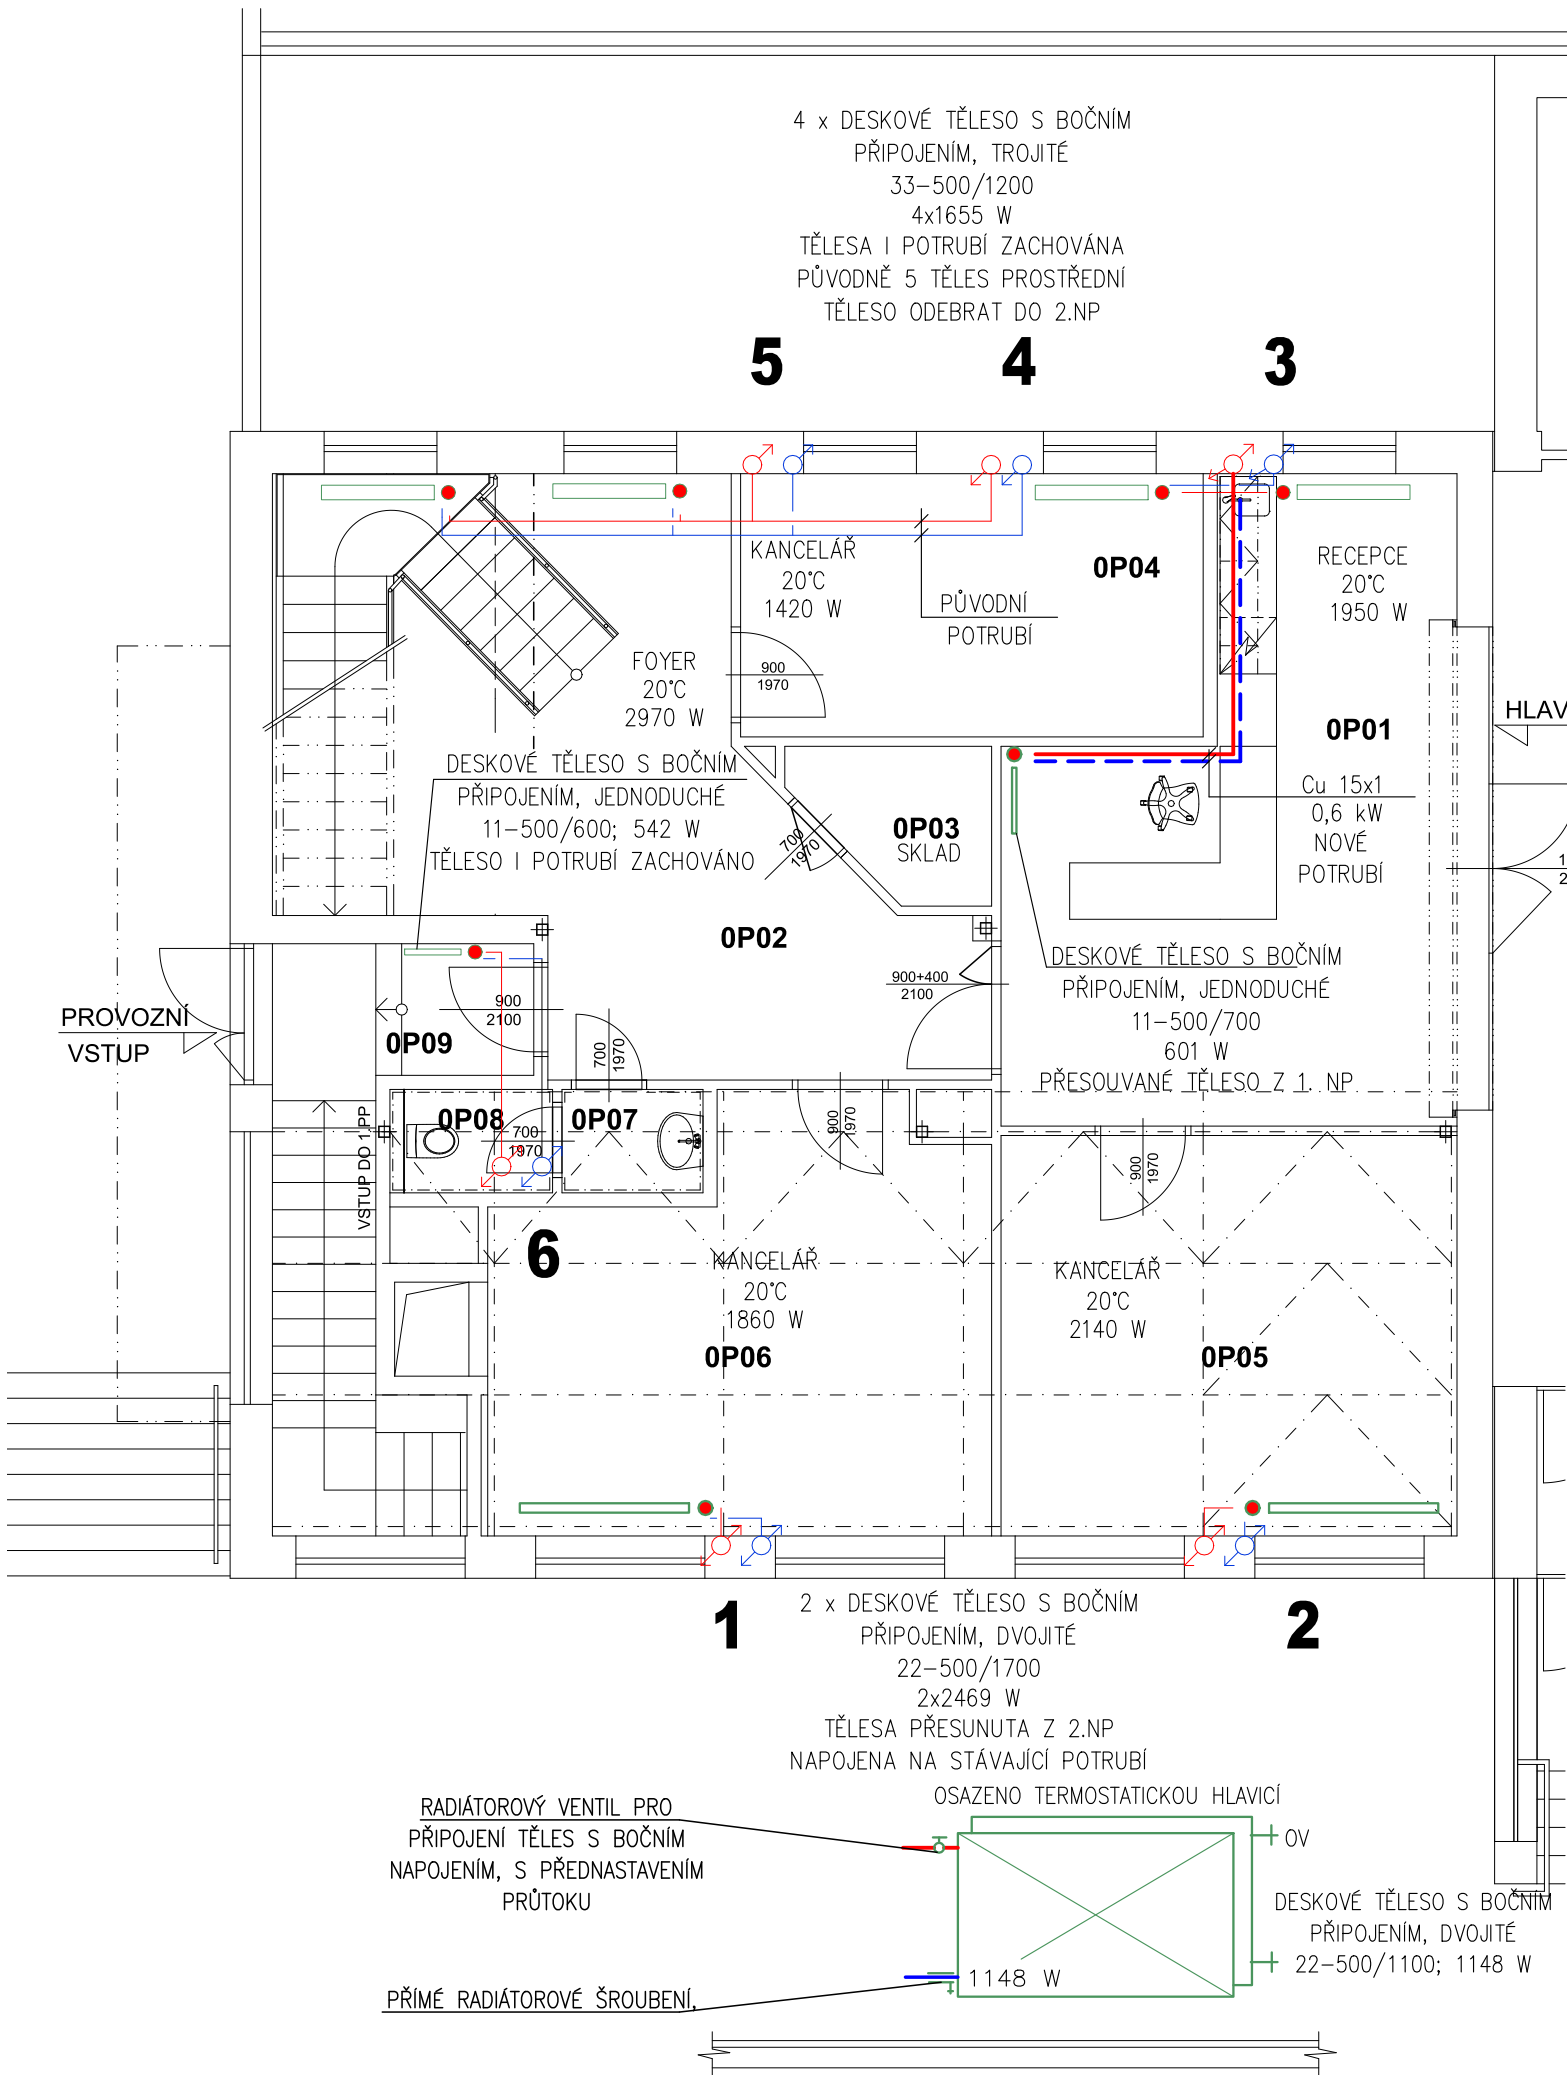 4 x DESKOVÉ TĚLESO S BOČNÍM
PŘIPOJENÍM, TROJITÉ
33-500/1200
4x1655 W
TĚLESA I POTRUBÍ ZACHOVÁNA
PŮVODNĚ 5 TĚLES PROSTŘEDNÍ
TĚLESO ODEBRAT DO 2.NP
5
4
3
KANCELÁŘ
20°C
1420 W
0P04
PŮVODNÍ
POTRUBÍ
RECEPCE
20°C
1950 W
FOYER
20°C
2970 W
900
1970
0P01
HLAV
DESKOVÉ TĚLESO S BOČNÍM
PŘIPOJENÍM, JEDNODUCHÉ
11-500/600; 542 W
TĚLESO I POTRUBÍ ZACHOVÁNO
700
1970
0P03
SKLAD
Cu 15x1
0,6 kW
NOVÉ
POTRUBÍ
1
2
0P02
900+400
2100
DESKOVÉ TĚLESO S BOČNÍM
PŘIPOJENÍM, JEDNODUCHÉ
11-500/700
601 W
PŘESOUVANÉ TĚLESO Z 1. NP
PROVOZNÍ
VSTUP
900
2100
0P09
700
1970
0P08
700
1970
0P07
900
1970
VSTUP DO 1.PP
900
1970
6
KANCELÁŘ
20°C
1860 W
0P06
KANCELÁŘ
20°C
2140 W
0P05
1
2
2 x DESKOVÉ TĚLESO S BOČNÍM
PŘIPOJENÍM, DVOJITÉ
22-500/1700
2x2469 W
TĚLESA PŘESUNUTA Z 2.NP
NAPOJENA NA STÁVAJÍCÍ POTRUBÍ
OSAZENO TERMOSTATICKOU HLAVICÍ
RADIÁTOROVÝ VENTIL PRO
PŘIPOJENÍ TĚLES S BOČNÍM
NAPOJENÍM, S PŘEDNASTAVENÍM
PRŮTOKU
OV
DESKOVÉ TĚLESO S BOČNÍM
PŘIPOJENÍM, DVOJITÉ
22-500/1100; 1148 W
1148 W
PŘÍMÉ RADIÁTOROVÉ ŠROUBENÍ,